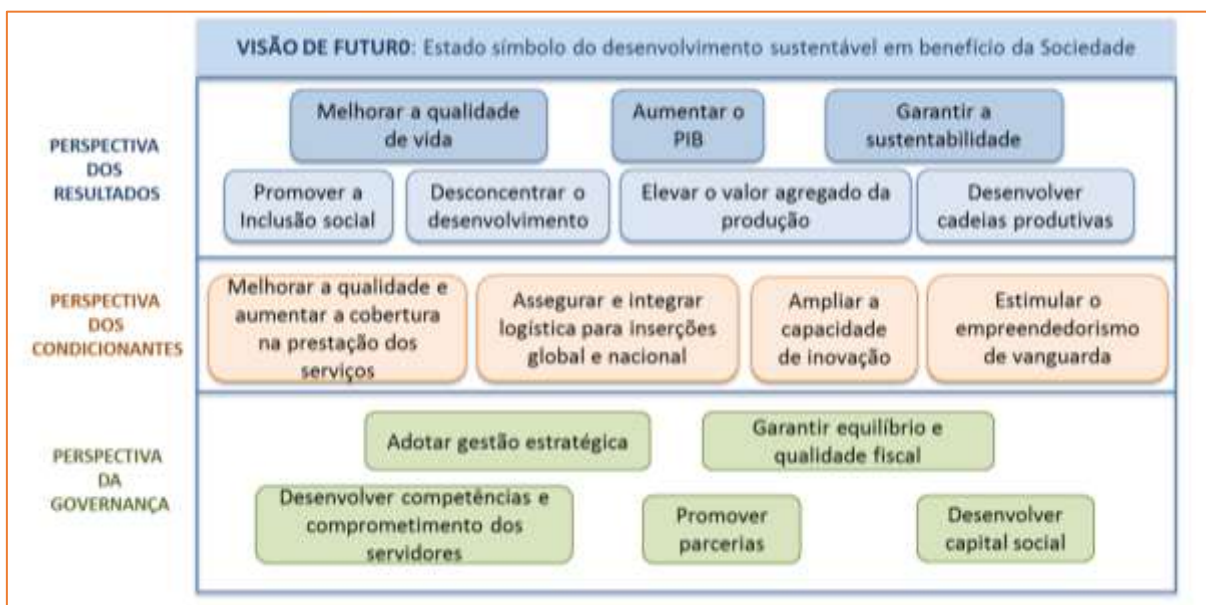 VISÃO DE FUTUR0: Estado símbolo do desenvolvimento sustentável em benefício da Sociedade
PERSPECTIVA
DOS
RESULTADOS
Melhorar a qualidade
de vida
Aumentar o
PIB
Garantir a
sustentabilidade
Promover a
Inclusão social
Desconcentrar o
desenvolvimento
Elevar o valor agregado da
produção
Desenvolver
cadeias produtivas
PERSPECTIVA
DOS
CONDICIONANTES
Melhorar a qualidade e
aumentar a cobertura
na prestação dos
serviços
Assegurar e integrar
logística para inserções
global e nacional
Ampliar a
capacidade
de inovação
Estimular o
empreendedorismo
de vanguarda
PERSPECTIVA
DA
GOVERNANÇA
Adotar gestão estratégica
Garantir equilíbrio e
qualidade fiscal
Desenvolver competências e
comprometimento dos
servidores
Promover
parcerias
Desenvolver
capital social